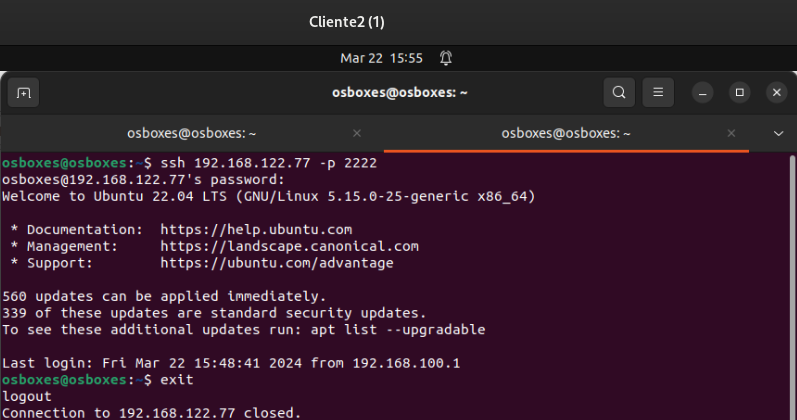 Cliente2 (1)
Mar 22 15:55
osboxes@osboxes: ~
osboxes@osboxes: ~ osboxes@osboxes: ~
osboxes@osboxes:~$ ssh 192.168.122.77 -p 2222
osboxes@192.168.122.77's password:
Welcome to Ubuntu 22.04 LTS (GNU/Linux 5.15.0-25-generic x86_64)
* Documentation:  https://help.ubuntu.com
* Management:     https://landscape.canonical.com
* Support:        https://ubuntu.com/advantage
560 updates can be applied immediately.
339 of these updates are standard security updates.
To see these additional updates run: apt list --upgradable
Last login: Fri Mar 22 15:48:41 2024 from 192.168.100.1
osboxes@osboxes:~$ exit
logout
Connection to 192.168.122.77 closed.